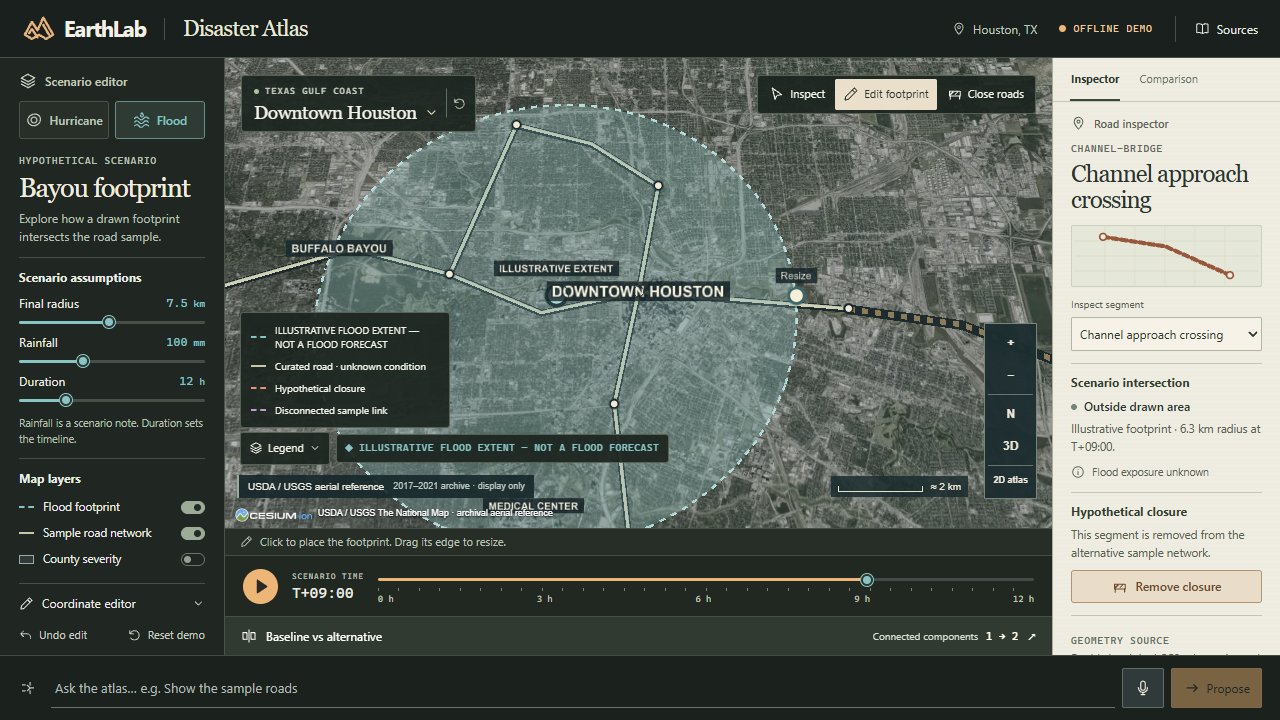 EarthLab
Disaster Atlas
Houston, TX
OFFLINE DEMO
Sources
Scenario editor
Hurricane
Flood
HYPOTHETICAL SCENARIO
Bayou footprint
Explore how a drawn footprint
intersects the road sample.
Scenario assumptions
Final radius 7.5 km
Rainfall 100 mm
Duration 12 h
Rainfall is a scenario note. Duration sets
the timeline.
Map layers
Flood footprint
Sample road network
County severity
Coordinate editor
Undo edit
Reset demo
TEXAS GULF COAST
Downtown Houston
Inspect
Edit footprint
Close roads
BUFFALO BAYOU
ILLUSTRATIVE EXTENT
DOWNTOWN HOUSTON
Resize
ILLUSTRATIVE FLOOD EXTENT —
NOT A FLOOD FORECAST
Curated road · unknown condition
Hypothetical closure
Disconnected sample link
Legend
ILLUSTRATIVE FLOOD EXTENT — NOT A FLOOD FORECAST
+
−
N
3D
2D atlas
USDA / USGS aerial reference 2017–2021 archive · display only
≈ 2 km
MEDICAL CENTER
CESIUM ion
USDA / USGS The National Map · archival aerial reference
Click to place the footprint. Drag its edge to resize.
SCENARIO TIME
T+09:00
0 h 3 h 6 h 9 h 12 h
Baseline vs alternative
Connected components 1 → 2 ↗
Inspector
Comparison
Road inspector
CHANNEL-BRIDGE
Channel approach
crossing
Inspect segment
Channel approach crossing
Scenario intersection
Outside drawn area
Illustrative footprint · 6.3 km radius at
T+09:00.
Flood exposure unknown
Hypothetical closure
This segment is removed from the
alternative sample network.
Remove closure
GEOMETRY SOURCE
Ask the atlas... e.g. Show the sample roads
Propose